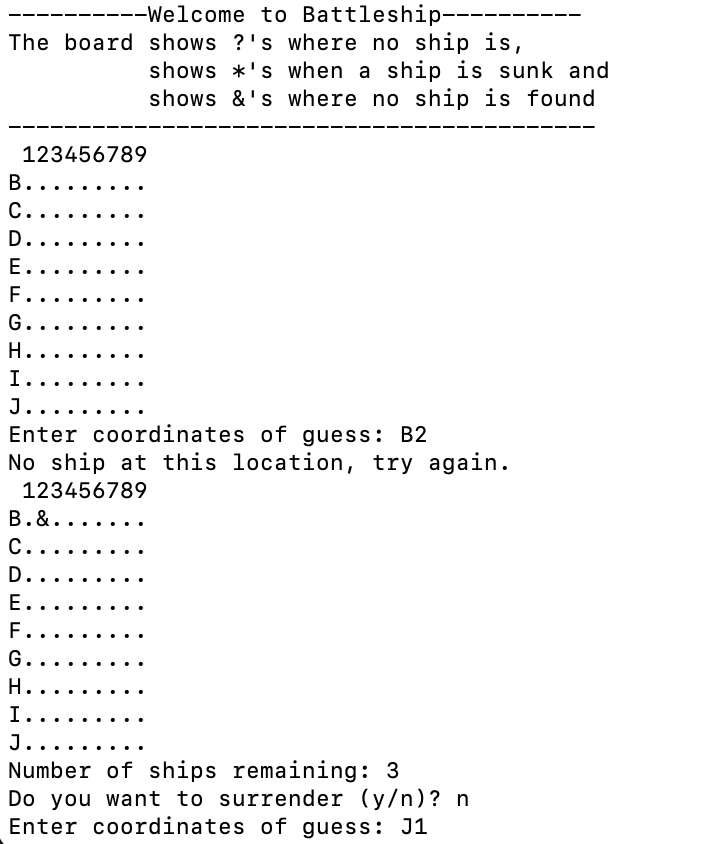 ----------Welcome to Battleship----------
The board shows ?'s where no ship is,
          shows *'s when a ship is sunk and
          shows &'s where no ship is found
------------------------------------------
 123456789
B.........
C.........
D.........
E.........
F.........
G.........
H.........
I.........
J.........
Enter coordinates of guess: B2
No ship at this location, try again.
 123456789
B.&.......
C.........
D.........
E.........
F.........
G.........
H.........
I.........
J.........
Number of ships remaining: 3
Do you want to surrender (y/n)? n
Enter coordinates of guess: J1